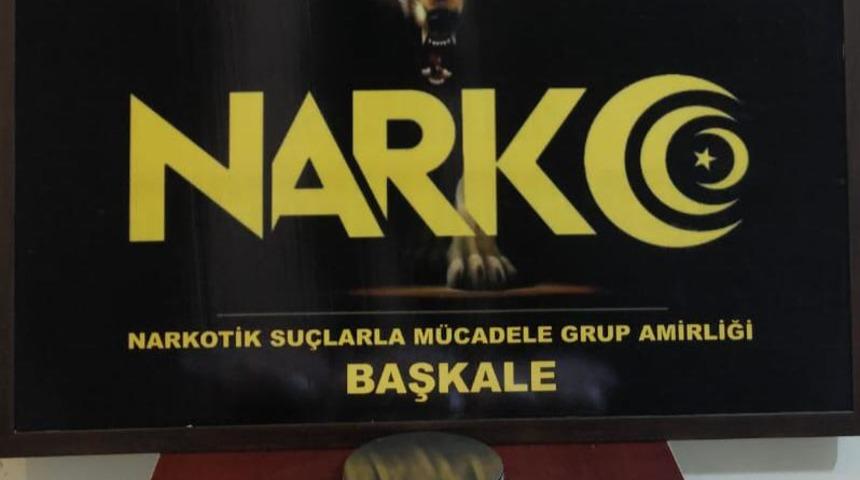 NARKO
NARKOTİK SUÇLARLA MÜCADELE GRUP AMİRLİĞİ
BAŞKALE